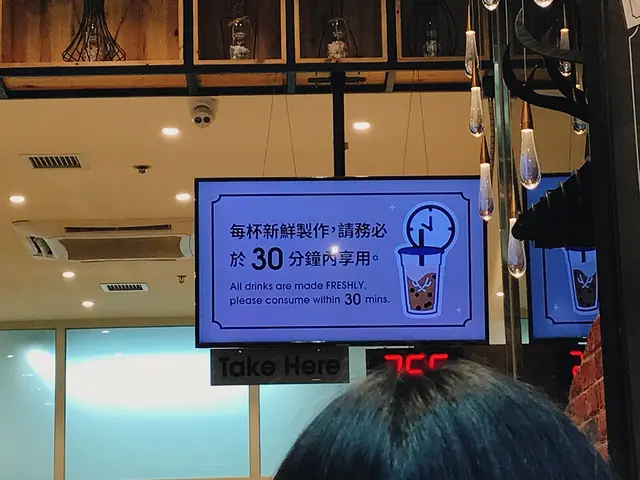 每杯新鮮製作，請務必
於 30 分鐘內享用。
All drinks are made FRESHLY,
please consume within 30 mins.
Take Here